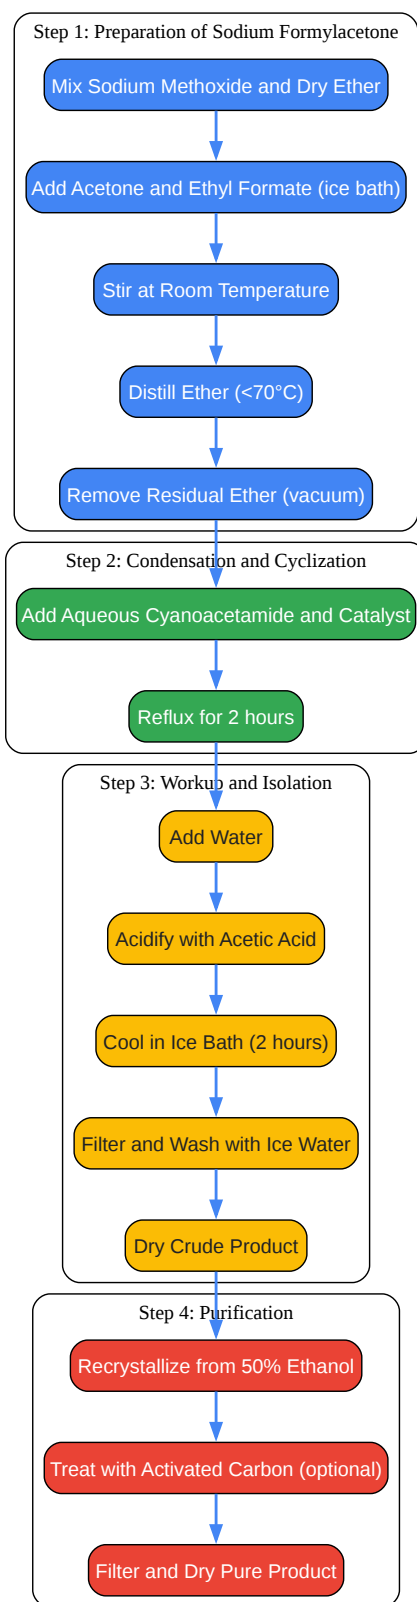 Step 1: Preparation of Sodium Formylacetone
Mix Sodium Methoxide and Dry Ether
Add Acetone and Ethyl Formate (ice bath)
Stir at Room Temperature
Distill Ether (<70°C)
Remove Residual Ether (vacuum)
Step 2: Condensation and Cyclization
Add Aqueous Cyanoacetamide and Catalyst
Reflux for 2 hours
Step 3: Workup and Isolation
Add Water
Acidify with Acetic Acid
Cool in Ice Bath (2 hours)
Filter and Wash with Ice Water
Dry Crude Product
Step 4: Purification
Recrystallize from 50% Ethanol
Treat with Activated Carbon (optional)
Filter and Dry Pure Product